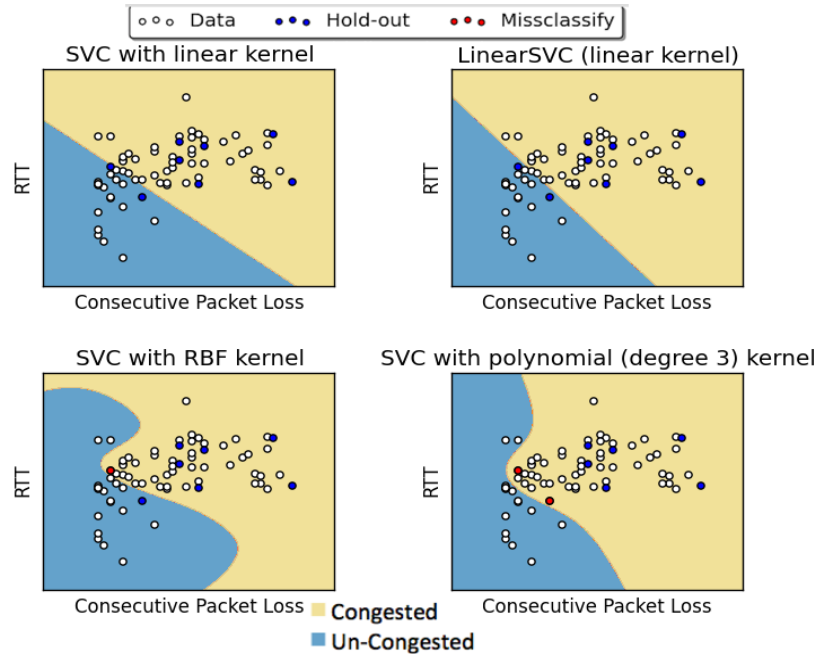 Data Hold-out Missclassify
SVC with linear kernel
LinearSVC (linear kernel)
RTT
RTT
Consecutive Packet Loss
Consecutive Packet Loss
SVC with RBF kernel
SVC with polynomial (degree 3) kernel
RTT
RTT
Consecutive Packet Loss
Consecutive Packet Loss
Congested
Un-Congested